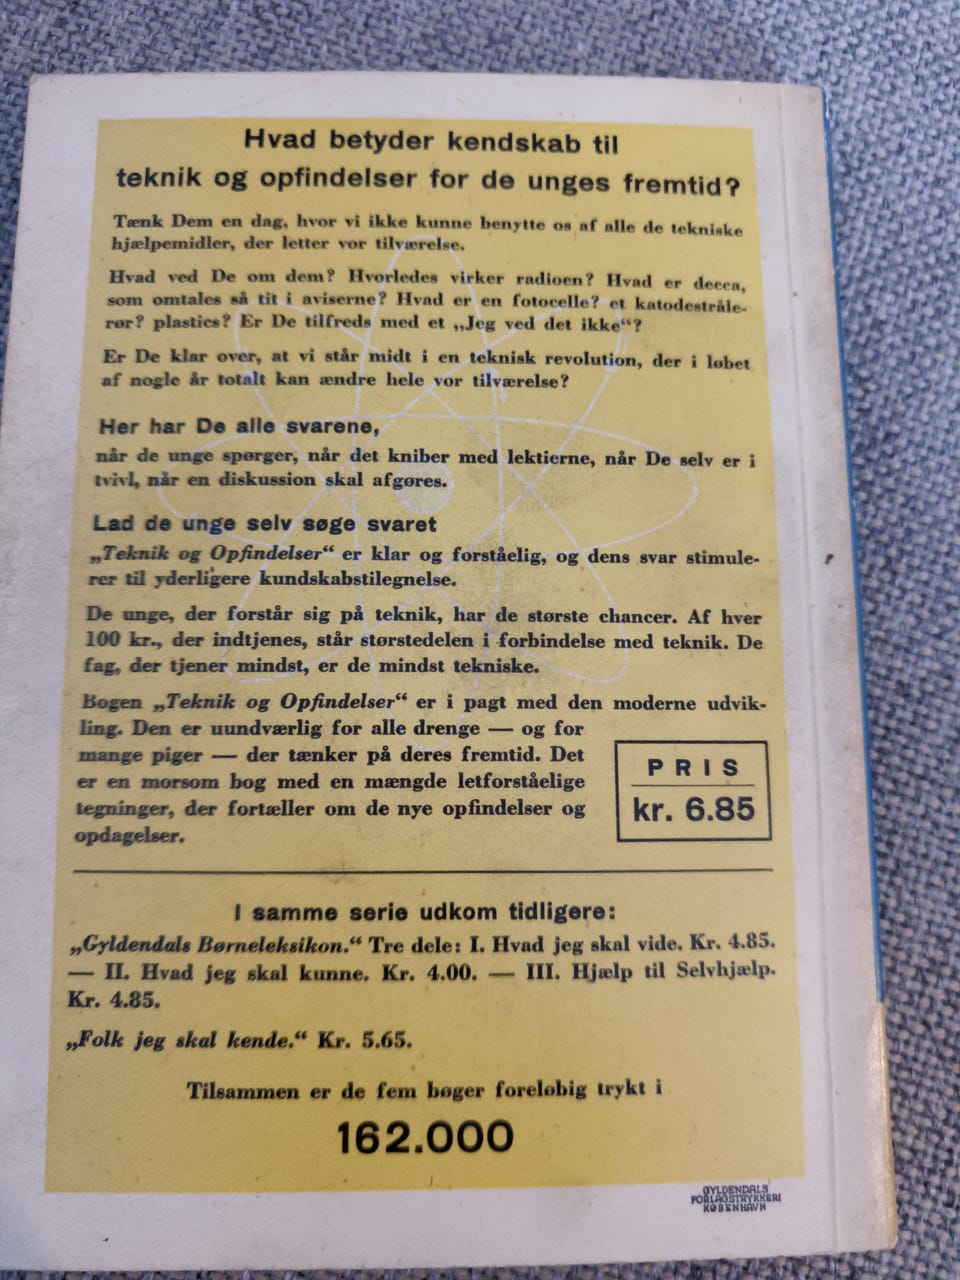 Hvad betyder kendskab til
teknik og opfindelser for de unges fremtid?
Tænk Dem en dag, hvor vi ikke kunne benytte os af alle de tekniske
hjælpemidler, der letter vor tilværelse.
Hvad ved De om dem? Hvorledes virker radioen? Hvad er decca,
som omtales så tit i aviserne? Hvad er en fotocelle? et katodestråle-
rør? plastics? Er De tilfreds med et „Jeg ved det ikke“?
Er De klar over, at vi står midt i en teknisk revolution, der i løbet
af nogle år totalt kan ændre hele vor tilværelse?
Her har De alle svarene,
når de unge spørger, når det kniber med lektierne, når De selv er i
tvivl, når en diskussion skal afgøres.
Lad de unge selv søge svaret
„Teknik og Opfindelser“ er klar og forståelig, og dens svar stimule-
rer til yderligere kundskabstilegnelse.
De unge, der forstår sig på teknik, har de største chancer. Af hver
100 kr., der indtjenes, står størstedelen i forbindelse med teknik. De
fag, der tjener mindst, er de mindst tekniske.
Bogen „Teknik og Opfindelser“ er i pagt med den moderne udvik-
ling. Den er uundværlig for alle drenge — og for
mange piger — der tænker på deres fremtid. Det
er en morsom bog med en mængde letforståelige
tegninger, der fortæller om de nye opfindelser og
opdagelser.
PRIS
kr. 6.85
I samme serie udkom tidligere:
„Gyldendals Børneleksikon.“ Tre dele: I. Hvad jeg skal vide. Kr. 4.85.
— II. Hvad jeg skal kunne. Kr. 4.00. — III. Hjælp til Selvhjælp.
Kr. 4.85.
„Folk jeg skal kende.“ Kr. 5.65.
Tilsammen er de fem bøger foreløbig trykt i
162.000
GYLDENDALS
FORLAGSTRYKKERI
KØBENHAVN